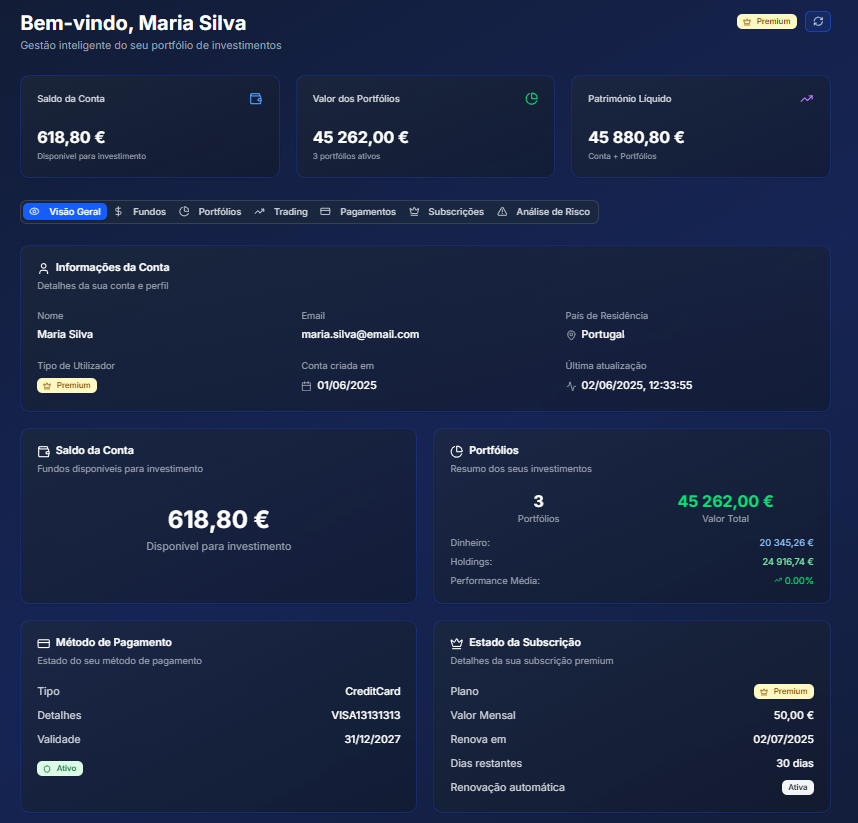 Bem-vindo, Maria Silva
Premium
Gestão inteligente do seu portfólio de investimentos
Saldo da Conta
618,80 €
Disponível para investimento
Valor dos Portfólios
45 262,00 €
3 portfólios ativos
Património Líquido
45 880,80 €
Conta + Portfólios
Visão Geral Fundos Portfólios Trading Pagamentos Subscrições Análise de Risco
Informações da Conta
Detalhes da sua conta e perfil
Nome
Maria Silva
Email
maria.silva@email.com
País de Residência
Portugal
Tipo de Utilizador
Premium
Conta criada em
01/06/2025
Última atualização
02/06/2025, 12:33:55
Saldo da Conta
Fundos disponíveis para investimento
618,80 €
Disponível para investimento
Portfólios
Resumo dos seus investimentos
3
Portfólios
45 262,00 €
Valor Total
Dinheiro: 20 345,26 €
Holdings: 24 916,74 €
Performance Média: 0.00%
Método de Pagamento
Estado do seu método de pagamento
Tipo CreditCard
Detalhes VISA13131313
Validade 31/12/2027
Ativo
Estado da Subscrição
Detalhes da sua subscrição premium
Plano Premium
Valor Mensal 50,00 €
Renova em 02/07/2025
Dias restantes 30 dias
Renovação automática Ativa